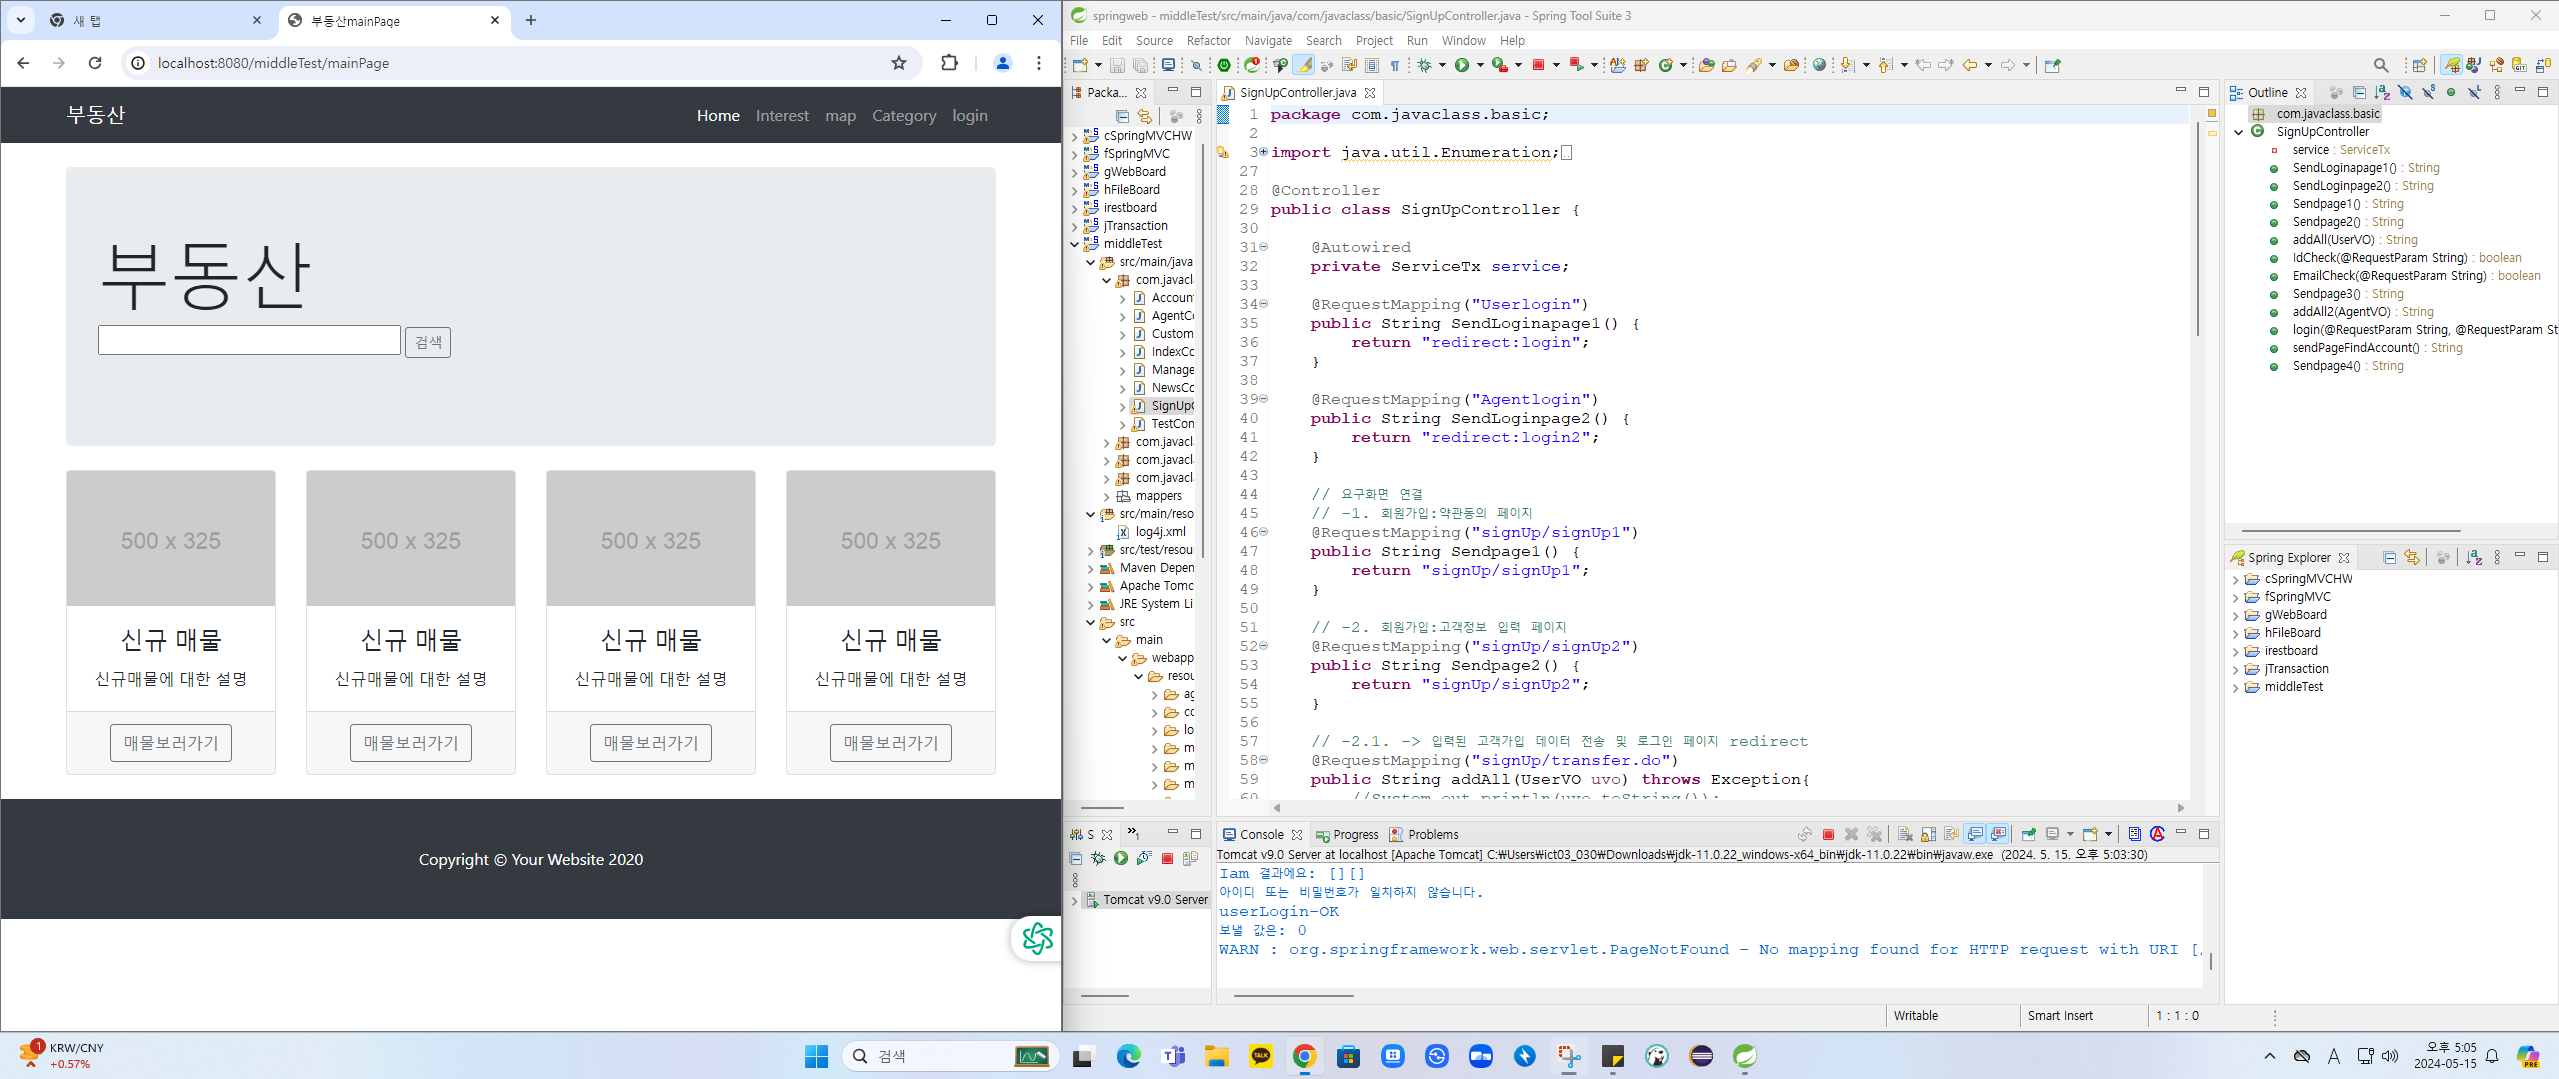 새 탭
부동산mainPage
localhost:8080/middleTest/mainPage
부동산
Home Interest map Category login
부동산
검색
500 x 325 500 x 325 500 x 325 500 x 325
신규 매물 신규 매물 신규 매물 신규 매물
신규매물에 대한 설명 신규매물에 대한 설명 신규매물에 대한 설명 신규매물에 대한 설명
매물보러가기 매물보러가기 매물보러가기 매물보러가기
Copyright © Your Website 2020
springweb - middleTest/src/main/java/com/javaclass/basic/SignUpController.java - Spring Tool Suite 3
File Edit Source Refactor Navigate Search Project Run Window Help
Packa...
cSpringMVCHW
fSpringMVC
gWebBoard
hFileBoard
irestboard
jTransaction
middleTest
src/main/java
com.javacl
Accoun
AgentCo
Custom
IndexCo
Manage
NewsCo
SignUpC
TestCon
com.javacl
com.javacl
com.javacl
mappers
src/main/reso
log4j.xml
src/test/resou
Maven Depen
Apache Tomc
JRE System Li
src
main
webapp
resou
ag
co
lo
m
m
m
SignUpController.java
1 package com.javaclass.basic;
2
3 import java.util.Enumeration;
27
28 @Controller
29 public class SignUpController {
30
31 @Autowired
32 private ServiceTx service;
33
34 @RequestMapping("Userlogin")
35 public String SendLoginapage1() {
36 return "redirect:login";
37 }
38
39 @RequestMapping("Agentlogin")
40 public String SendLoginpage2() {
41 return "redirect:login2";
42 }
43
44 // 요구화면 연결
45 // -1. 회원가입:약관동의 페이지
46 @RequestMapping("signUp/signUp1")
47 public String Sendpage1() {
48 return "signUp/signUp1";
49 }
50
51 // -2. 회원가입:고객정보 입력 페이지
52 @RequestMapping("signUp/signUp2")
53 public String Sendpage2() {
54 return "signUp/signUp2";
55 }
56
57 // -2.1. -> 입력된 고객가입 데이터 전송 및 로그인 페이지 redirect
58 @RequestMapping("signUp/transfer.do")
59 public String addAll(UserVO uvo) throws Exception{
60 //System.out.println(uvo.toString());
Outline
com.javaclass.basic
SignUpController
service : ServiceTx
SendLoginapage1() : String
SendLoginpage2() : String
Sendpage1() : String
Sendpage2() : String
addAll(UserVO) : String
IdCheck(@RequestParam String) : boolean
EmailCheck(@RequestParam String) : boolean
Sendpage3() : String
addAll2(AgentVO) : String
login(@RequestParam String, @RequestParam St
sendPageFindAccount() : String
Sendpage4() : String
Spring Explorer
cSpringMVCHW
fSpringMVC
gWebBoard
hFileBoard
irestboard
jTransaction
middleTest
S
»1
Tomcat v9.0 Server
Console Progress Problems
Tomcat v9.0 Server at localhost [Apache Tomcat] C:₩Users₩ict03_030₩Downloads₩jdk-11.0.22_windows-x64_bin₩jdk-11.0.22₩bin₩javaw.exe (2024. 5. 15. 오후 5:03:30)
Iam 결과에요: [][]
아이디 또는 비밀번호가 일치하지 않습니다.
userLogin-OK
보낼 값은: 0
WARN : org.springframework.web.servlet.PageNotFound - No mapping found for HTTP request with URI [/
Writable Smart Insert 1 : 1 : 0
1
KRW/CNY
+0.57%
검색
TALK
A
오후 5:05
2024-05-15
PRE